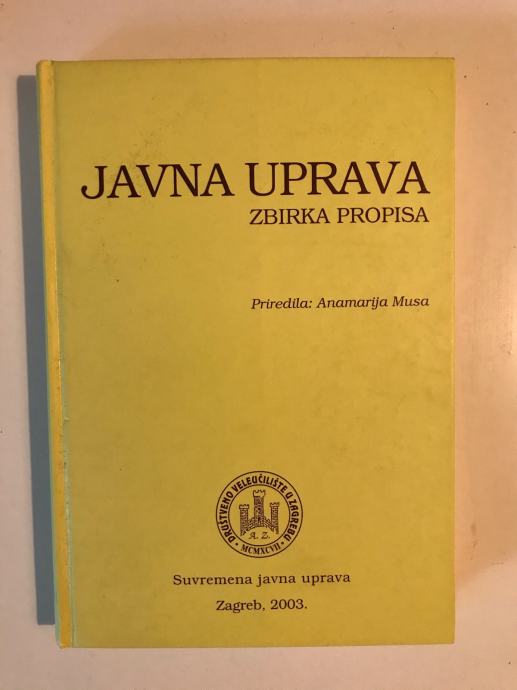 JAVNA UPRAVA
ZBIRKA PROPISA
Priredila: Anamarija Musa
DRUŠTVENO VELEUČILIŠTE U ZAGREBU
A. Z.
MCMXCVII
Suvremena javna uprava
Zagreb, 2003.